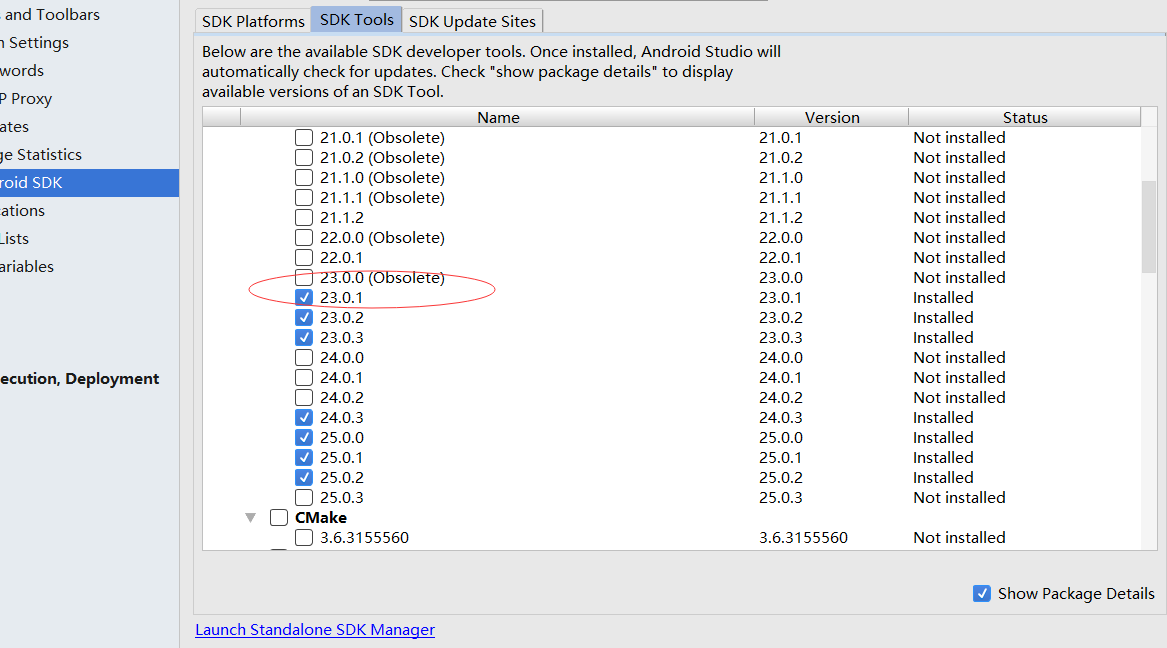 and Toolbars
Settings
words
P Proxy
ates
ge Statistics
roid SDK
ations
Lists
ariables
ecution, Deployment
SDK Platforms SDK Tools SDK Update Sites
Below are the available SDK developer tools. Once installed, Android Studio will
automatically check for updates. Check "show package details" to display
available versions of an SDK Tool.
Name Version Status
21.0.1 (Obsolete) 21.0.1 Not installed
21.0.2 (Obsolete) 21.0.2 Not installed
21.1.0 (Obsolete) 21.1.0 Not installed
21.1.1 (Obsolete) 21.1.1 Not installed
21.1.2 21.1.2 Not installed
22.0.0 (Obsolete) 22.0.0 Not installed
22.0.1 22.0.1 Not installed
23.0.0 (Obsolete) 23.0.0 Not installed
23.0.1 23.0.1 Installed
23.0.2 23.0.2 Installed
23.0.3 23.0.3 Installed
24.0.0 24.0.0 Not installed
24.0.1 24.0.1 Not installed
24.0.2 24.0.2 Not installed
24.0.3 24.0.3 Installed
25.0.0 25.0.0 Installed
25.0.1 25.0.1 Installed
25.0.2 25.0.2 Installed
25.0.3 25.0.3 Not installed
CMake
3.6.3155560 3.6.3155560 Not installed
Show Package Details
Launch Standalone SDK Manager